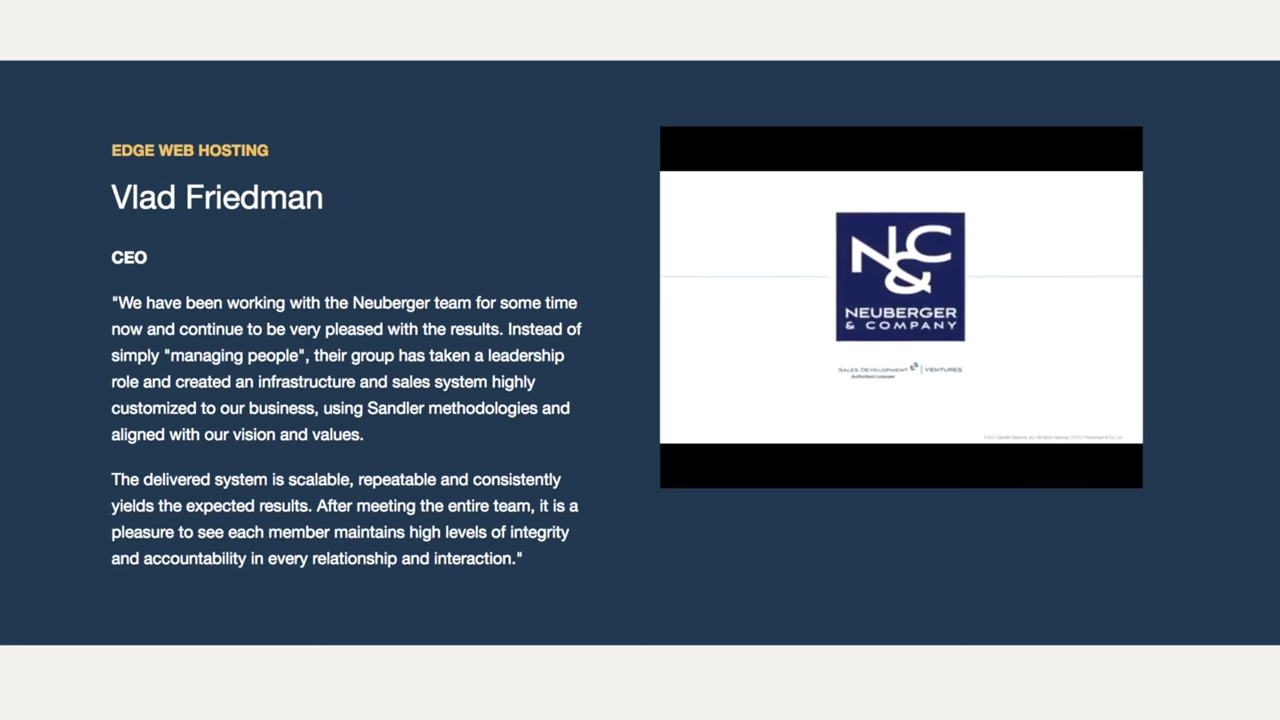 EDGE WEB HOSTING
Vlad Friedman
CEO
"We have been working with the Neuberger team for some time
now and continue to be very pleased with the results. Instead of
simply "managing people", their group has taken a leadership
role and created an infrastructure and sales system highly
customized to our business, using Sandler methodologies and
aligned with our vision and values.
The delivered system is scalable, repeatable and consistently
yields the expected results. After meeting the entire team, it is a
pleasure to see each member maintains high levels of integrity
and accountability in every relationship and interaction."
N&C
NEUBERGER
& COMPANY
SALES DEVELOPMENT | VENTURES
Authorized Licensee